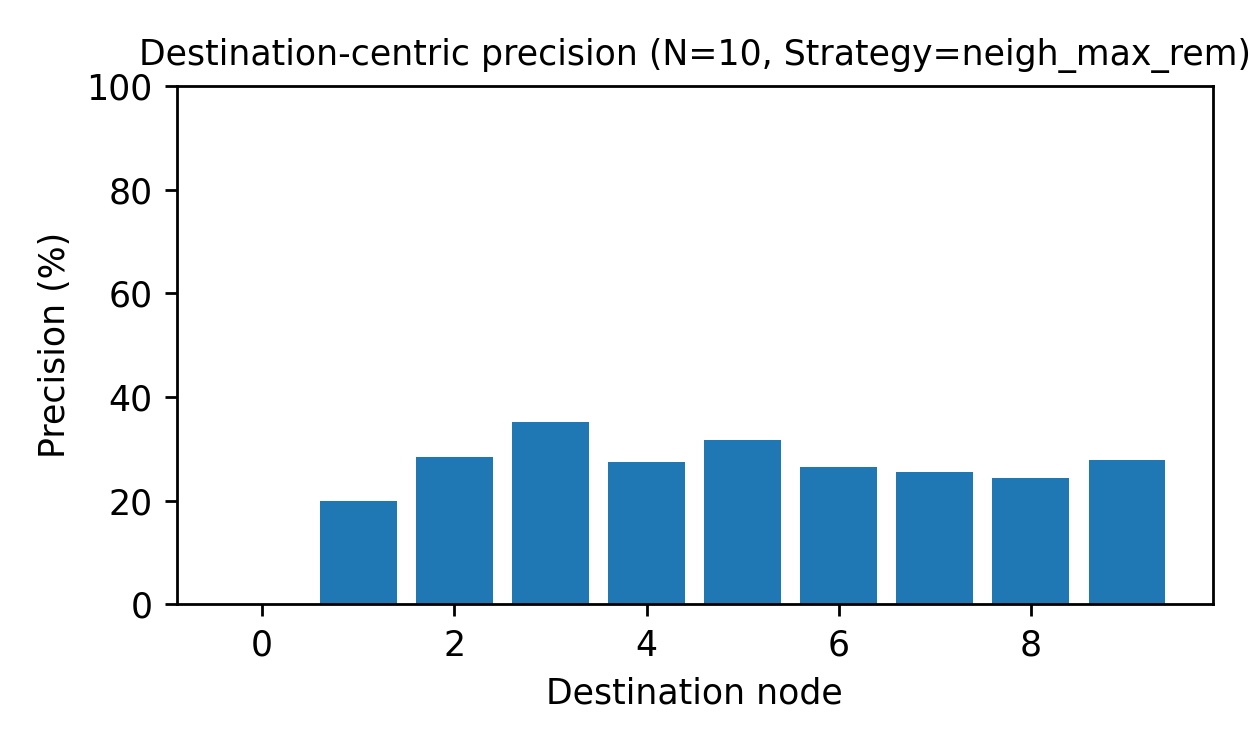 Destination-centric precision (N=10, Strategy=neigh_max_rem)
100
80
60
40
20
0
Precision (%)
0 2 4 6 8
Destination node